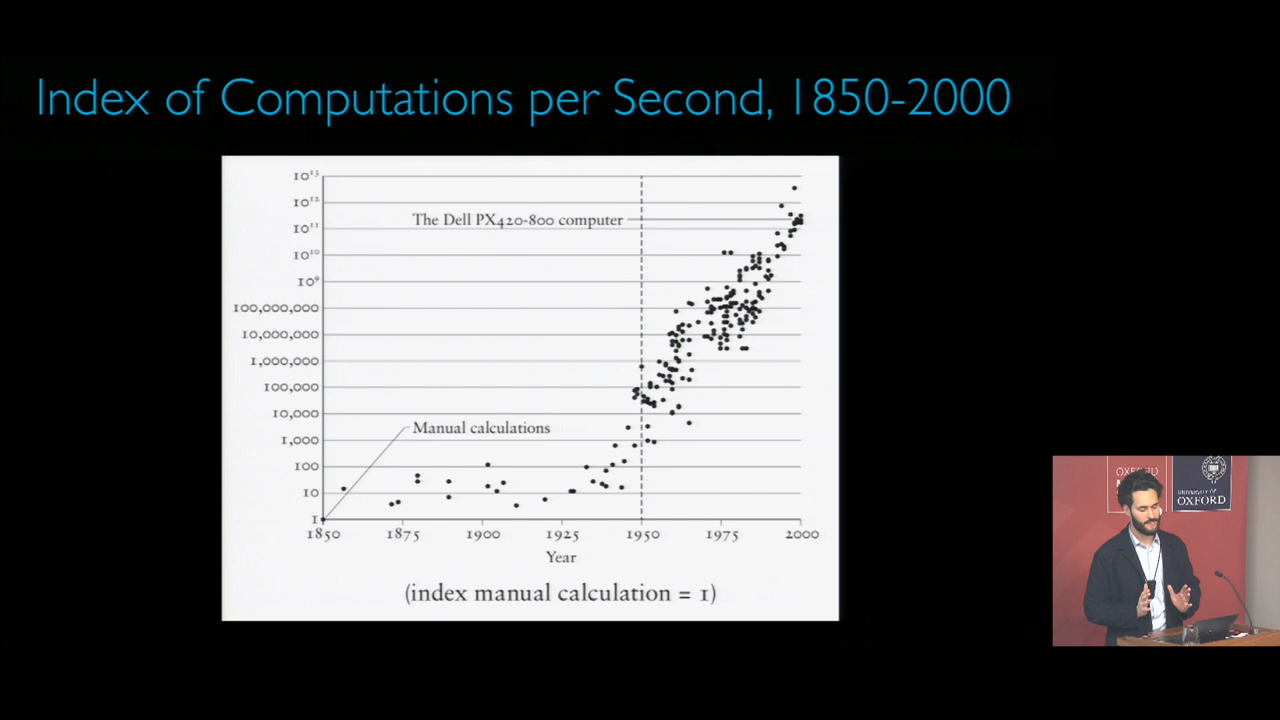 Index of Computations per Second, 1850-2000
10¹³
10¹²
The Dell PX420-800 computer
10¹¹
10¹⁰
10⁹
100,000,000
10,000,000
1,000,000
100,000
10,000
Manual calculations
1,000
100
10
1
1850 1875 1900 1925 1950 1975 2000
Year
(index manual calculation = 1)
OXFORD
UNIVERSITY OF
OXFORD